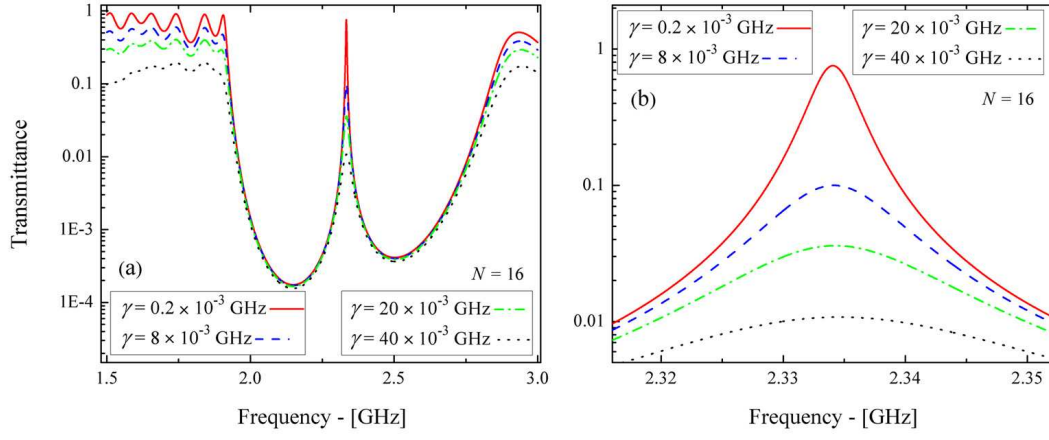 1
0.1
0.01
1E-3
1E-4
Transmittance
(a)
N = 16
γ = 0.2 × 10⁻³ GHz
γ = 8 × 10⁻³ GHz
γ = 20 × 10⁻³ GHz
γ = 40 × 10⁻³ GHz
1.5 2.0 2.5 3.0
Frequency - [GHz]
γ = 0.2 × 10⁻³ GHz
γ = 8 × 10⁻³ GHz
γ = 20 × 10⁻³ GHz
γ = 40 × 10⁻³ GHz
1
(b)
N = 16
0.1
0.01
2.32 2.33 2.34 2.35
Frequency - [GHz]